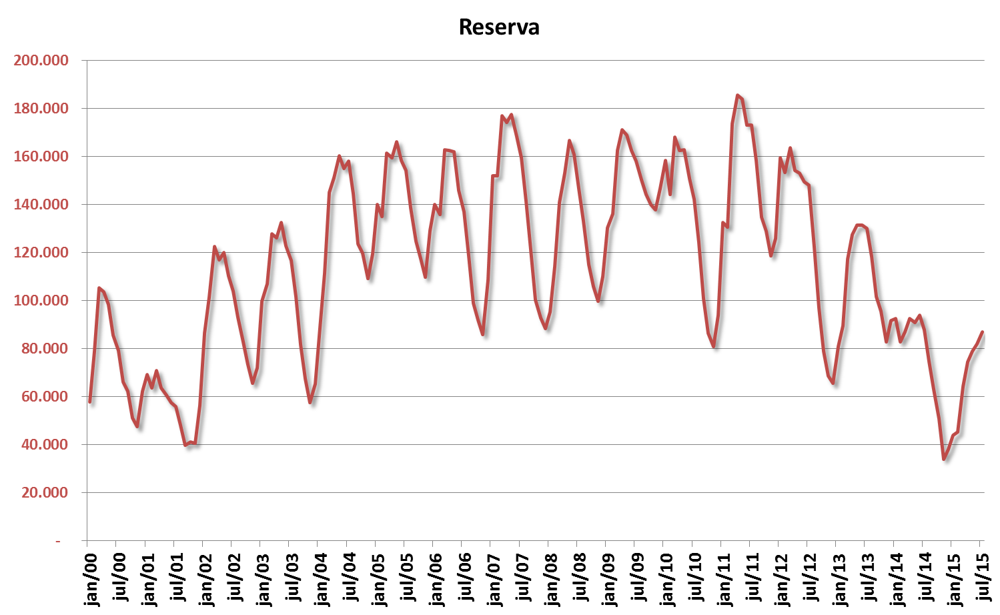 Reserva
200.000
180.000
160.000
140.000
120.000
100.000
80.000
60.000
40.000
20.000
-
jan/00
jul/00
jan/01
jul/01
jan/02
jul/02
jan/03
jul/03
jan/04
jul/04
jan/05
jul/05
jan/06
jul/06
jan/07
jul/07
jan/08
jul/08
jan/09
jul/09
jan/10
jul/10
jan/11
jul/11
jan/12
jul/12
jan/13
jul/13
jan/14
jul/14
jan/15
jul/15